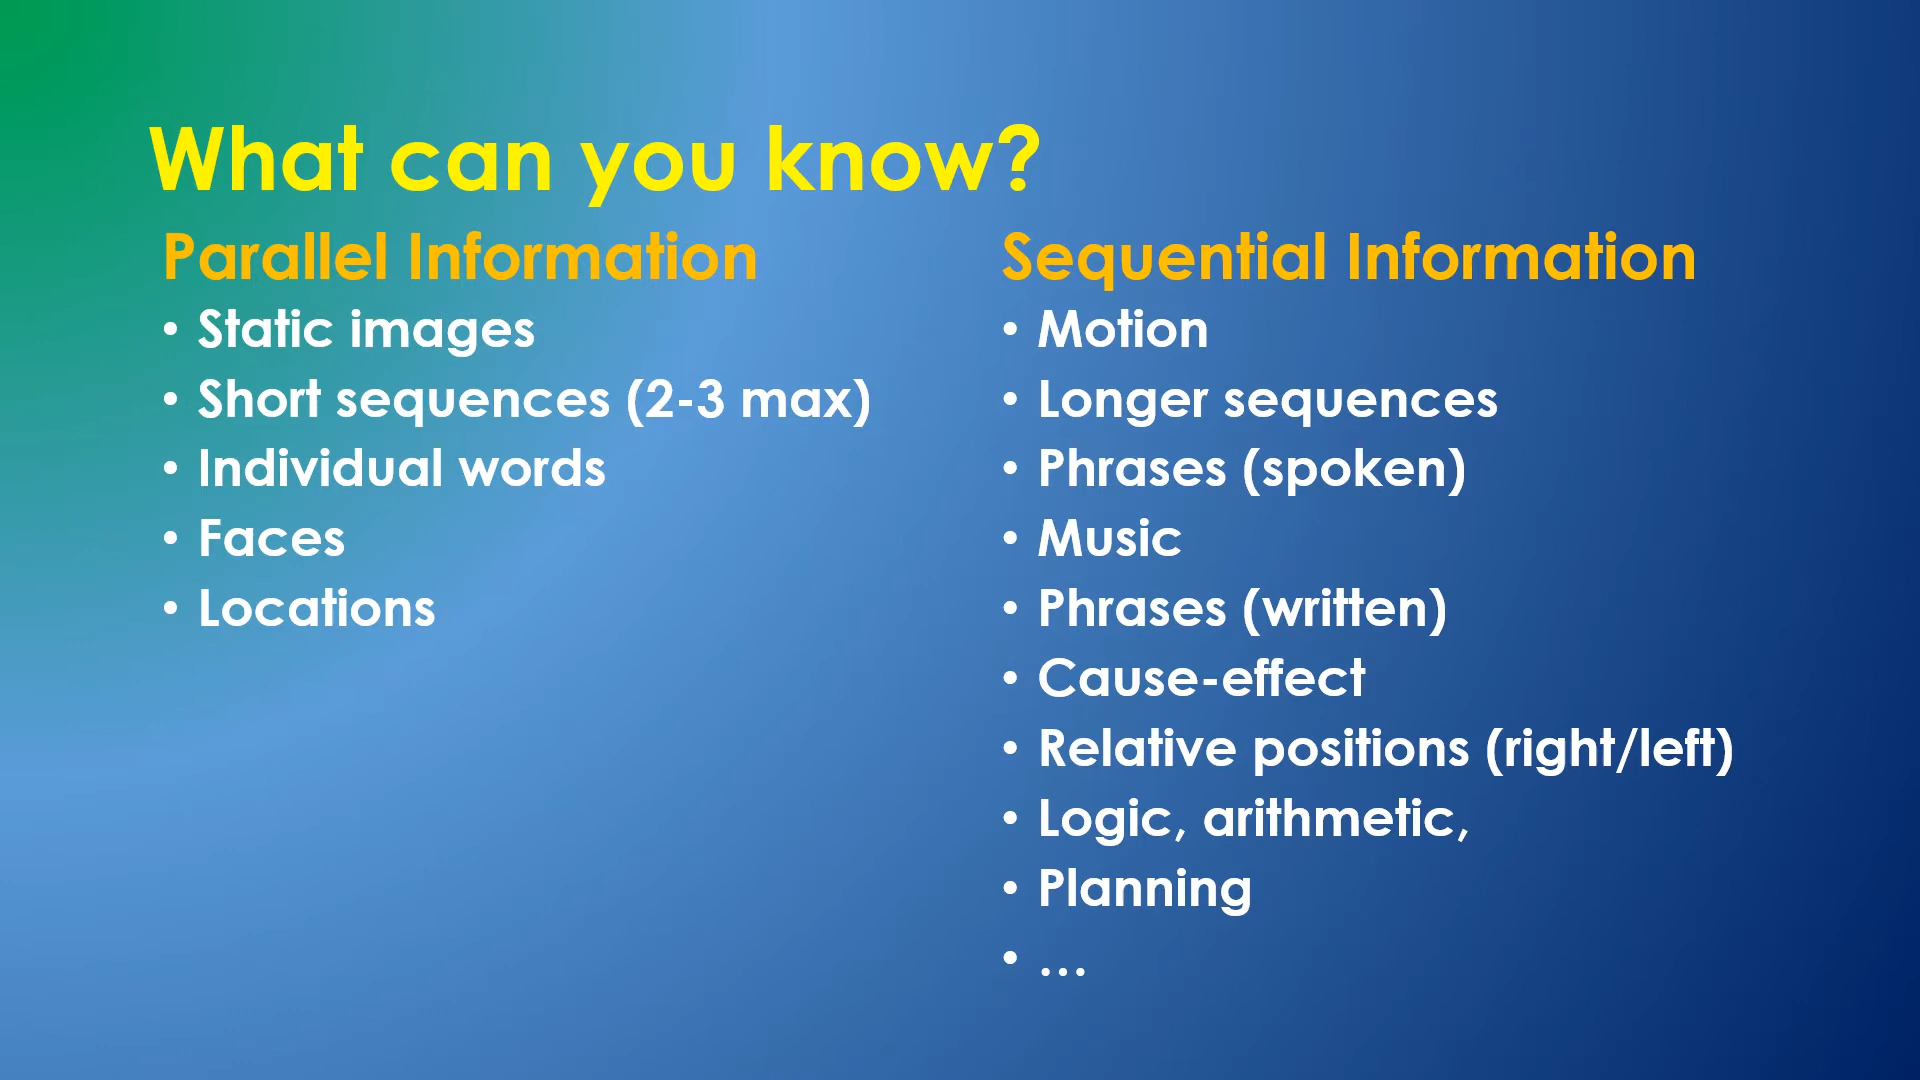 What can you know?
Parallel Information
• Static images
• Short sequences (2-3 max)
• Individual words
• Faces
• Locations
Sequential Information
• Motion
• Longer sequences
• Phrases (spoken)
• Music
• Phrases (written)
• Cause-effect
• Relative positions (right/left)
• Logic, arithmetic,
• Planning
• …